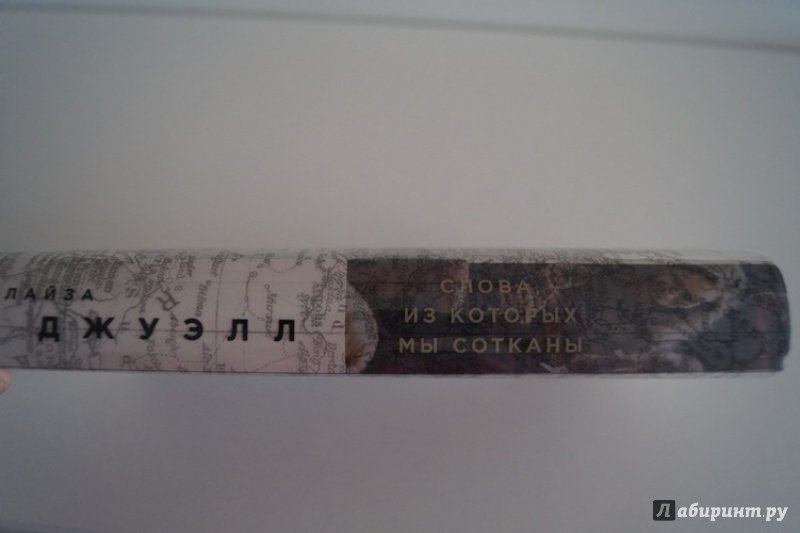 ЛАЙЗА
ДЖУЭЛЛ
СЛОВА,
ИЗ КОТОРЫХ
МЫ СОТКАНЫ
Лабиринт.ру